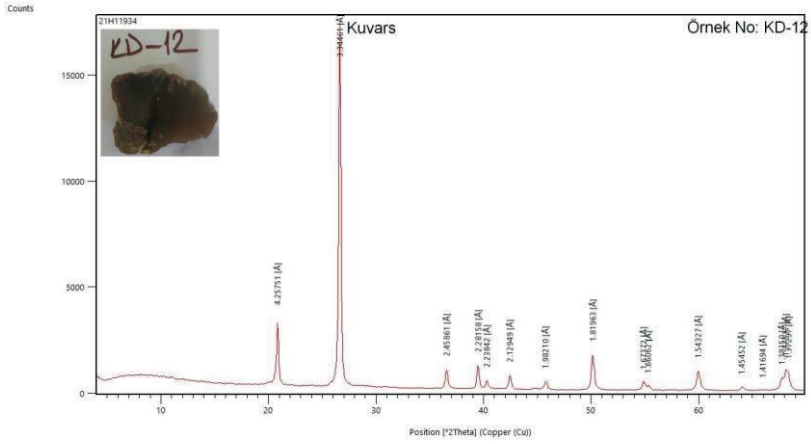 Counts
21H11934
KD-12
Kuvars
Örnek No: KD-12
15000
10000
5000
0
3.34461 [Å]
4.25751 [Å]
2.45861 [Å]
2.28158 [Å]
2.23842 [Å]
2.12949 [Å]
1.98210 [Å]
1.81963 [Å]
1.67372 [Å]
1.54327 [Å]
1.45452 [Å]
1.41694 [Å]
10
20
30
40
50
60
Position [°2Theta] (Copper (Cu))